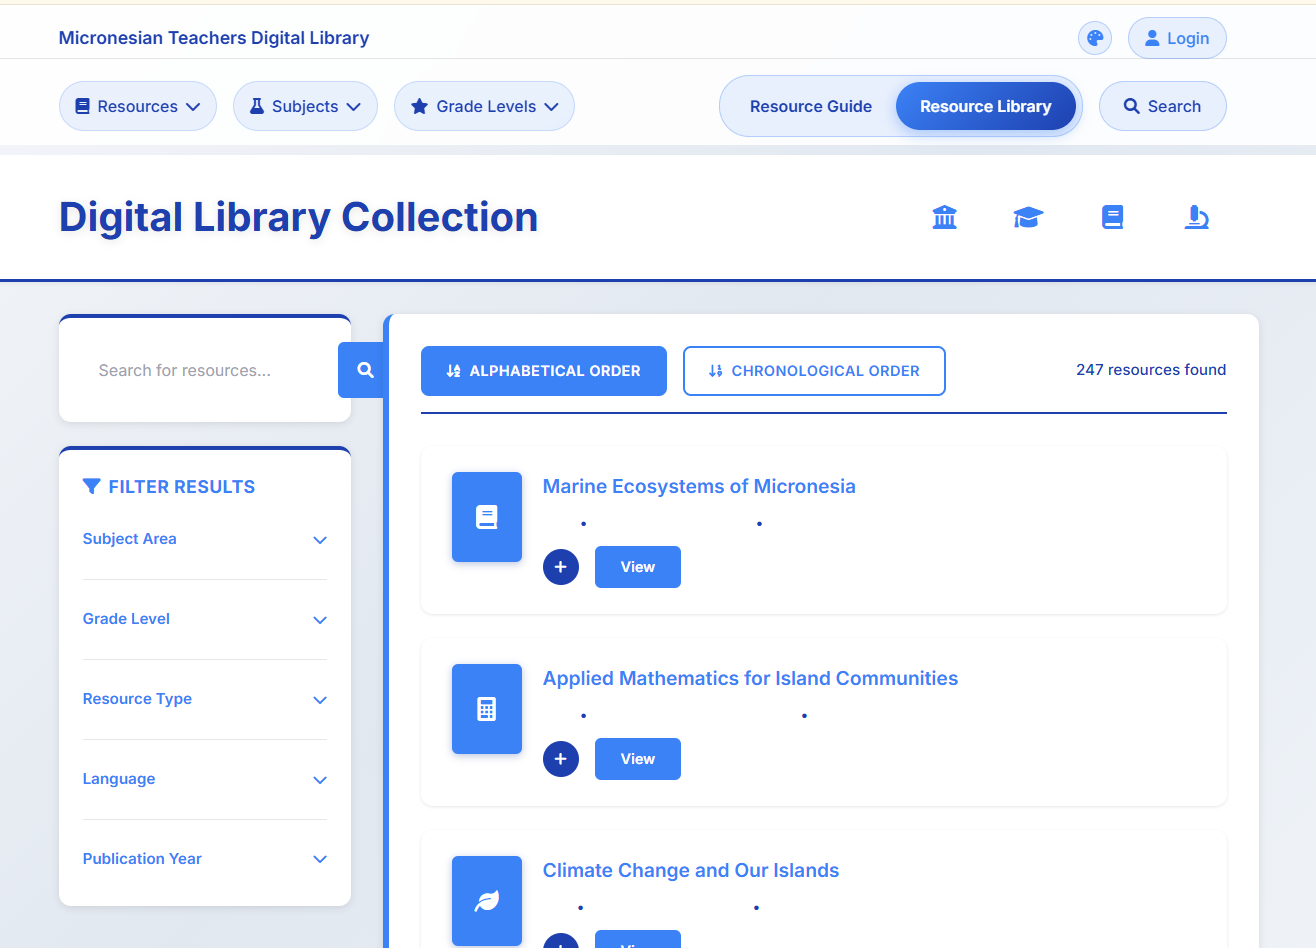 Micronesian Teachers Digital Library
Login
Resources
Subjects
Grade Levels
Resource Guide
Resource Library
Search
Digital Library Collection
Search for resources...
FILTER RESULTS
Subject Area
Grade Level
Resource Type
Language
Publication Year
ALPHABETICAL ORDER
CHRONOLOGICAL ORDER
247 resources found
Marine Ecosystems of Micronesia
• •
View
Applied Mathematics for Island Communities
• •
View
Climate Change and Our Islands
• •
View